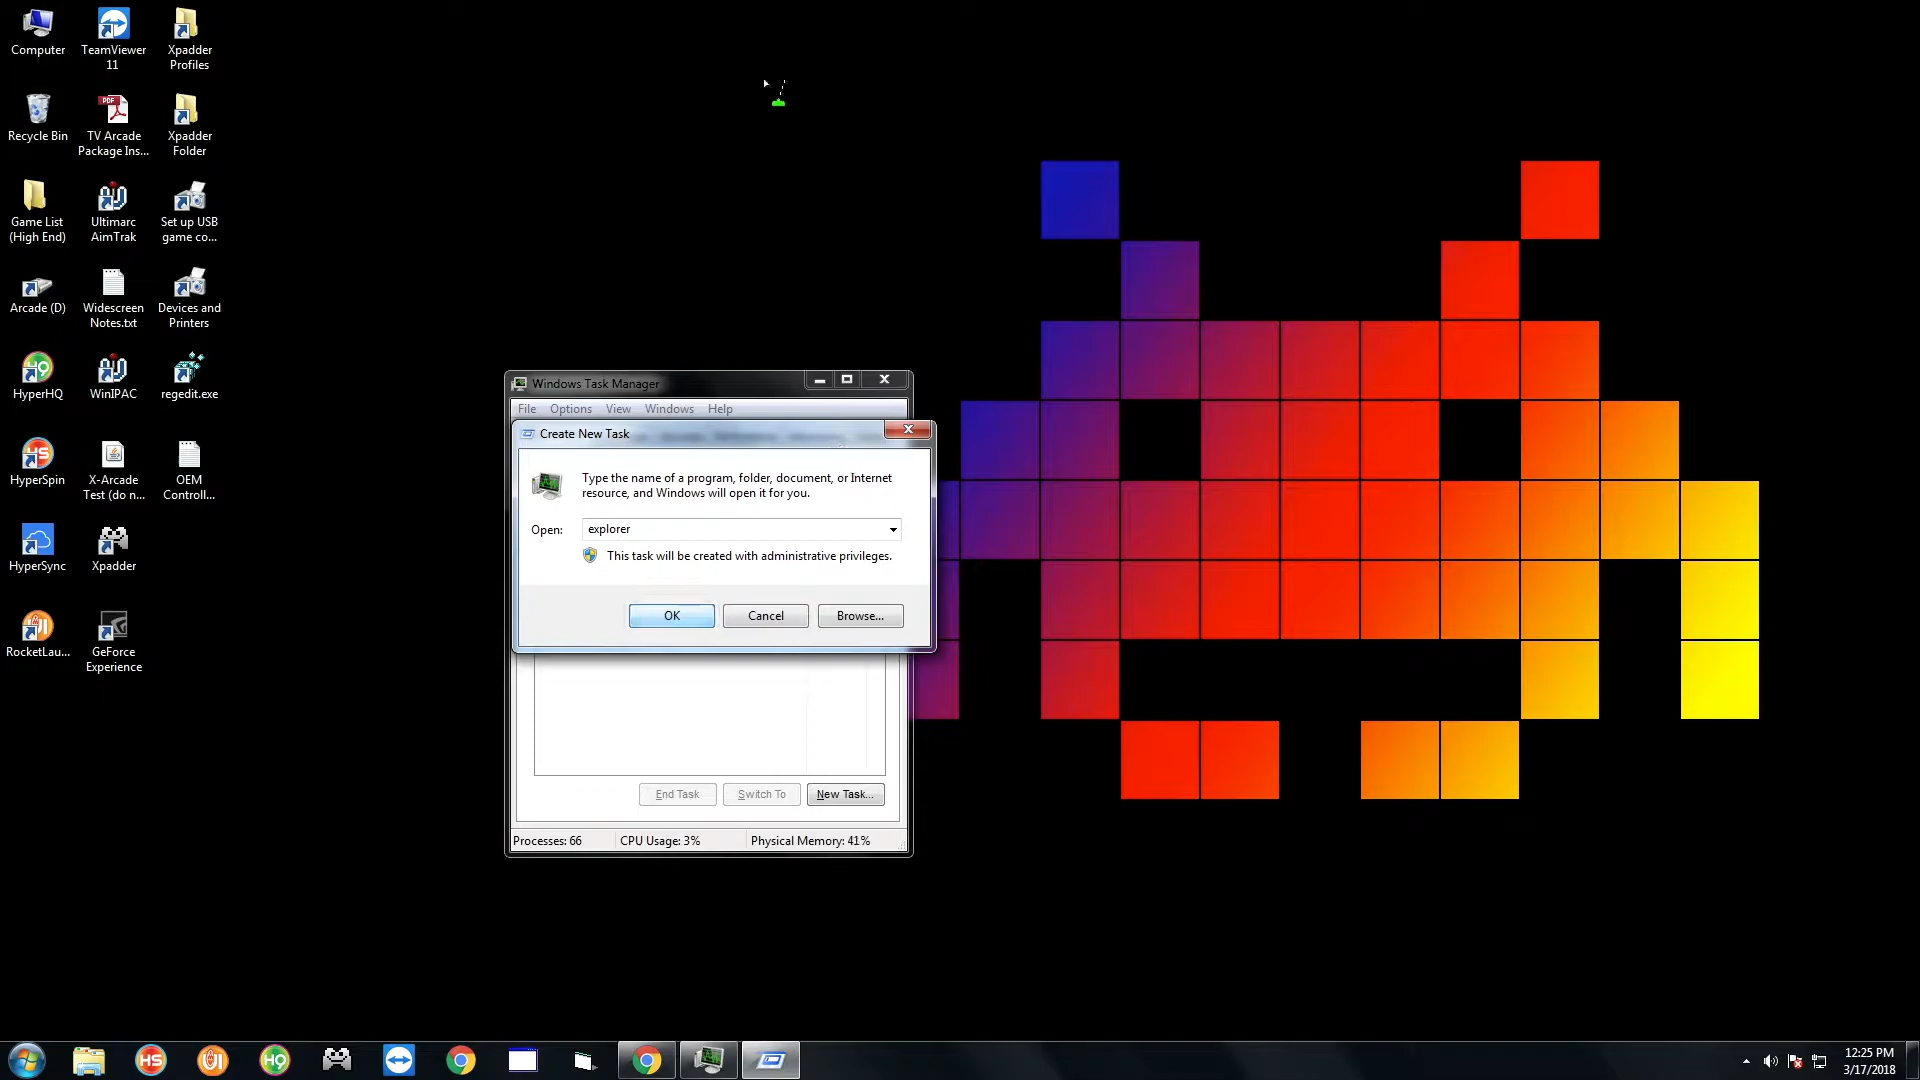 Computer
TeamViewer
11
Xpadder
Profiles
Recycle Bin
TV Arcade
Package Ins...
Xpadder
Folder
Game List
(High End)
Ultimarc
AimTrak
Set up USB
game co...
Arcade (D)
Widescreen
Notes.txt
Devices and
Printers
HyperHQ
WinIPAC
regedit.exe
HyperSpin
X-Arcade
Test (do n...
OEM
Controll...
HyperSync
Xpadder
RocketLau...
GeForce
Experience
Windows Task Manager
File Options View Windows Help
Create New Task
Type the name of a program, folder, document, or Internet
resource, and Windows will open it for you.
Open: explorer
This task will be created with administrative privileges.
OK Cancel Browse...
End Task Switch To New Task...
Processes: 66 CPU Usage: 3% Physical Memory: 41%
HS HQ
12:25 PM
3/17/2018